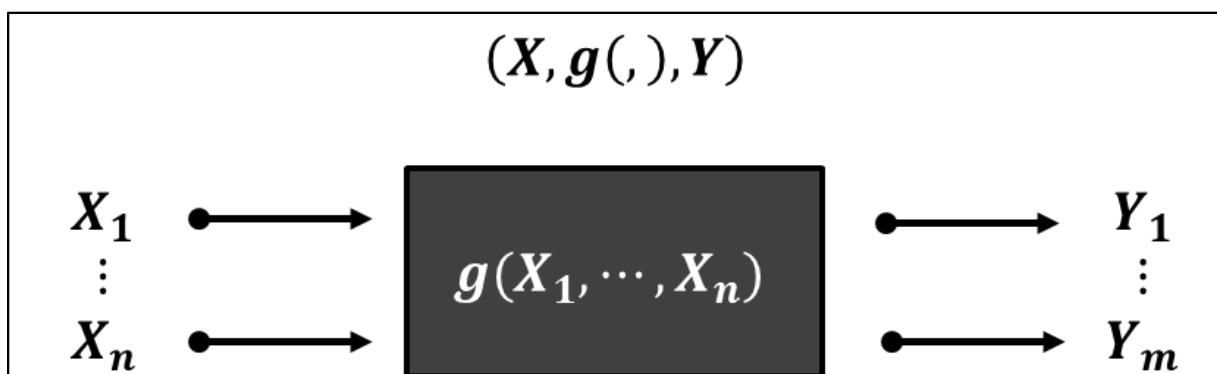 (X, g(,), Y)
X₁
⋮
Xₙ
g(X₁, ⋯, Xₙ)
Y₁
⋮
Yₘ